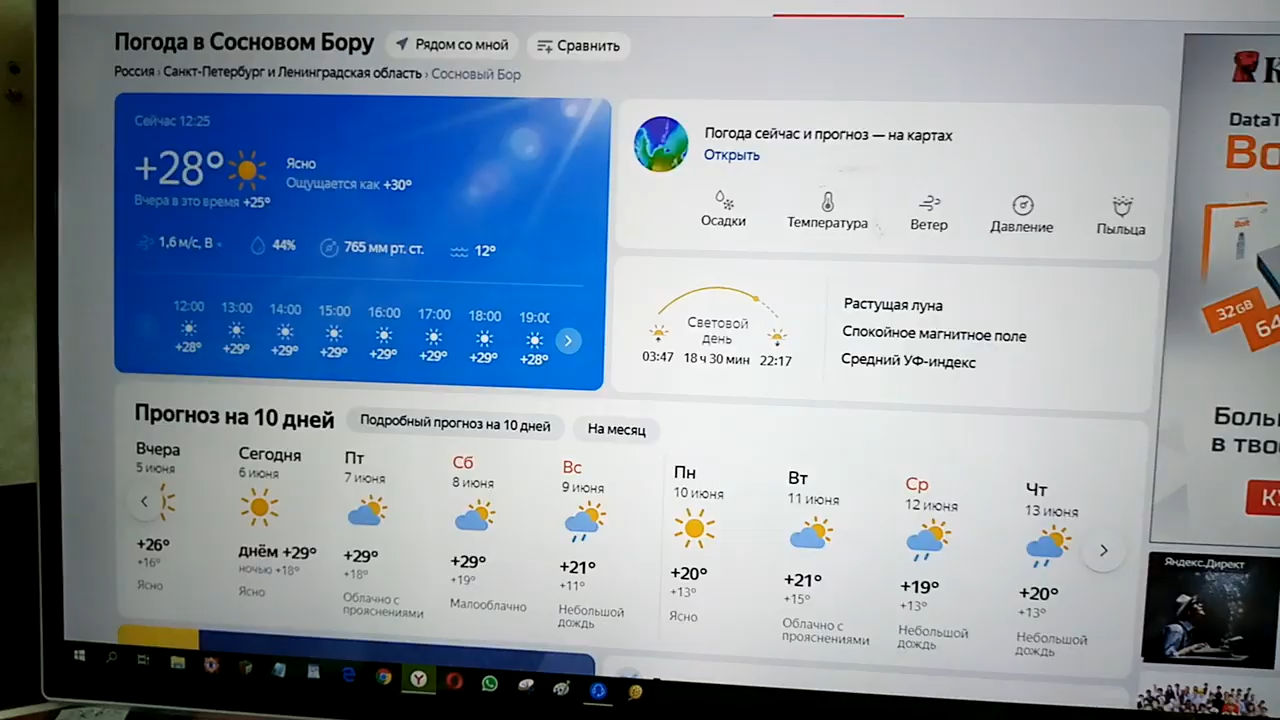 Погода в Сосновом Бору
Рядом со мной
Сравнить
Россия › Санкт-Петербург и Ленинградская область › Сосновый Бор
Сейчас 12:25
+28°
Ясно
Ощущается как +30°
Вчера в это время +25°
1,6 м/с, В
44%
765 мм рт. ст.
12°
12:00 13:00 14:00 15:00 16:00 17:00 18:00 19:00
+28° +29° +29° +29° +29° +29° +29° +28°
Погода сейчас и прогноз — на картах
Открыть
Осадки Температура Ветер Давление Пыльца
Световой
день
03:47 18 ч 30 мин 22:17
Растущая луна
Спокойное магнитное поле
Средний УФ-индекс
Прогноз на 10 дней
Подробный прогноз на 10 дней
На месяц
Вчера
5 июня
+26°
+16°
Ясно
Сегодня
6 июня
днём +29°
ночью +18°
Ясно
Пт
7 июня
+29°
+18°
Облачно с
прояснениями
Сб
8 июня
+29°
+19°
Малооблачно
Вс
9 июня
+21°
+11°
Небольшой
дождь
Пн
10 июня
+20°
+13°
Ясно
Вт
11 июня
+21°
+15°
Облачно с
прояснениями
Ср
12 июня
+19°
+13°
Небольшой
дождь
Чт
13 июня
+20°
+13°
Небольшой
дождь
DataT
Bo
Bolt
32GB
64
Боль
в тво
К
Яндекс.Директ